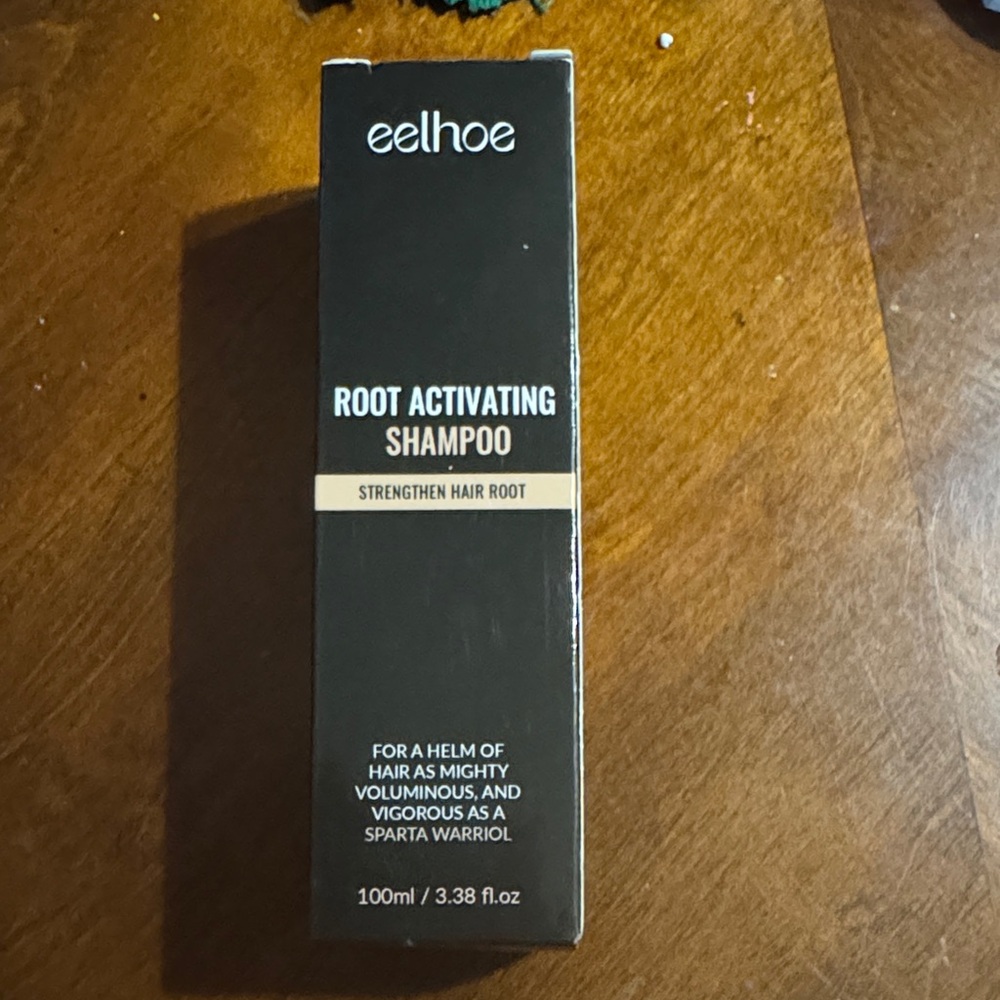 eelhoe
ROOT ACTIVATING
SHAMPOO
STRENGTHEN HAIR ROOT
FOR A HELM OF
HAIR AS MIGHTY
VOLUMINOUS, AND
VIGOROUS AS A
SPARTA WARRIOL
100ml / 3.38 fl.oz